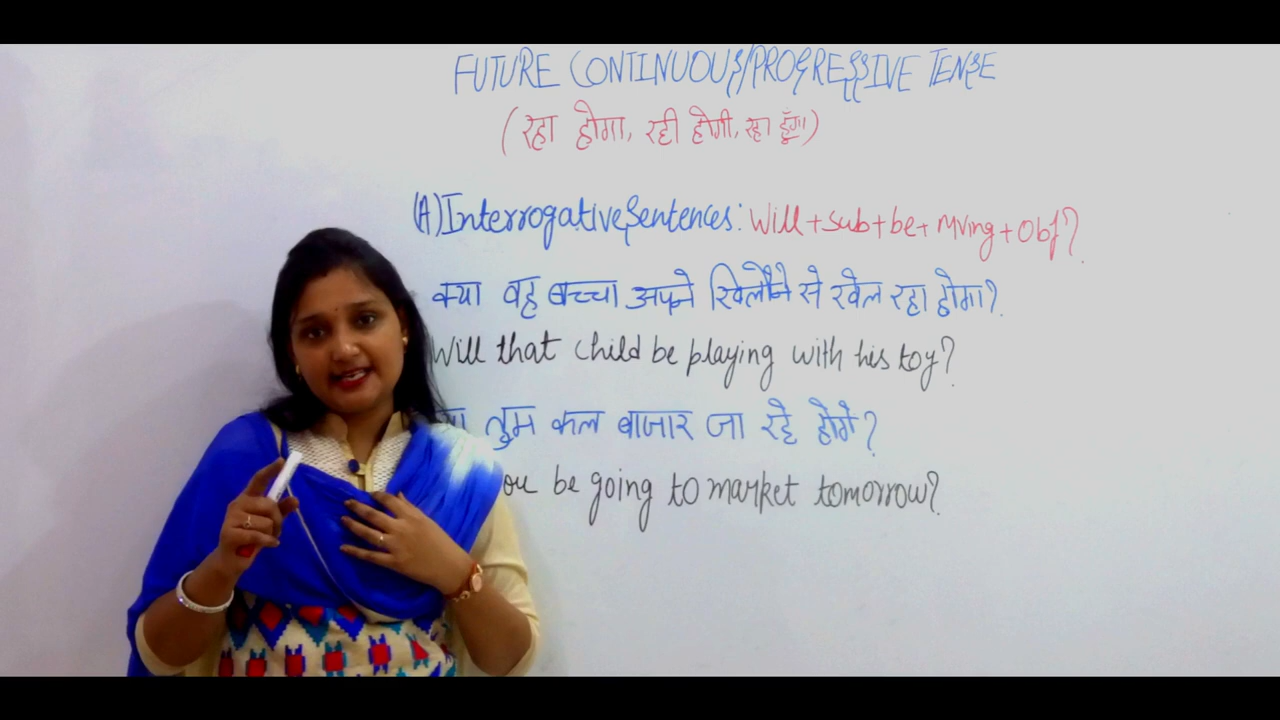 FUTURE CONTINUOUS/PROGRESSIVE TENSE
(रहा होगा, रही होगी, रहा हूँगा)
(A) Interrogative Sentences: Will + sub + be + Mving + Obj?
क्या वह बच्चा अपने खिलौने से खेल रहा होगा?
Will that child be playing with his toy?
तुम कल बाजार जा रहे होगे?
be going to market tomorrow?